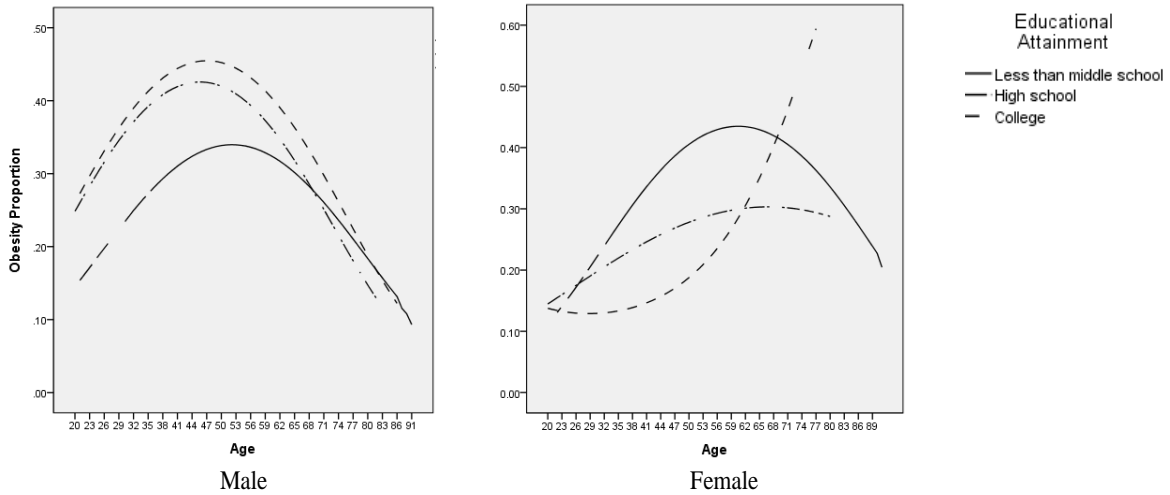 Obesity Proportion
.50
.40
.30
.20
.10
.00
20 23 26 29 32 35 38 41 44 47 50 53 56 59 62 65 68 71 74 77 80 83 86 91
Age
Male
0.60
0.50
0.40
0.30
0.20
0.10
0.00
20 23 26 29 32 35 38 41 44 47 50 53 56 59 62 65 68 71 74 77 80 83 86 89
Age
Female
Educational
Attainment
Less than middle school
High school
College